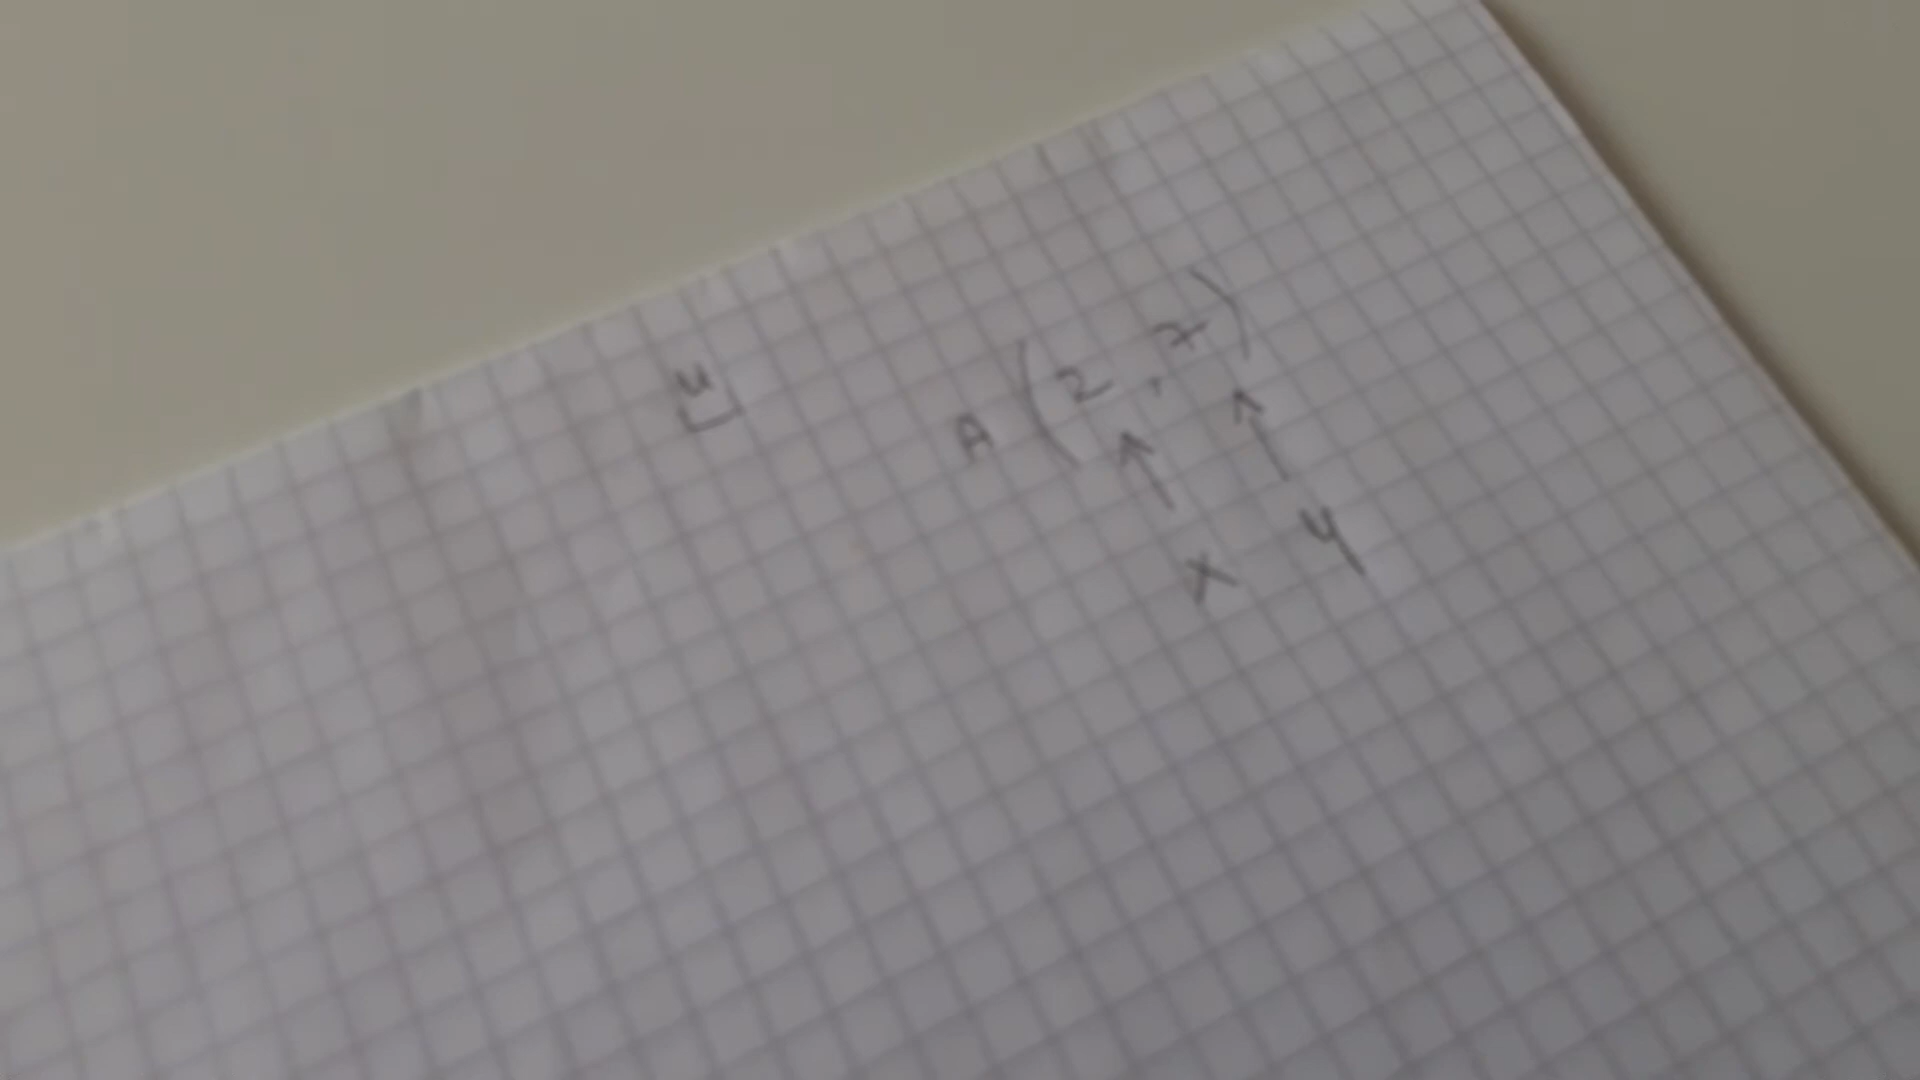 u
A (2, 7)
↑ ↑
x y